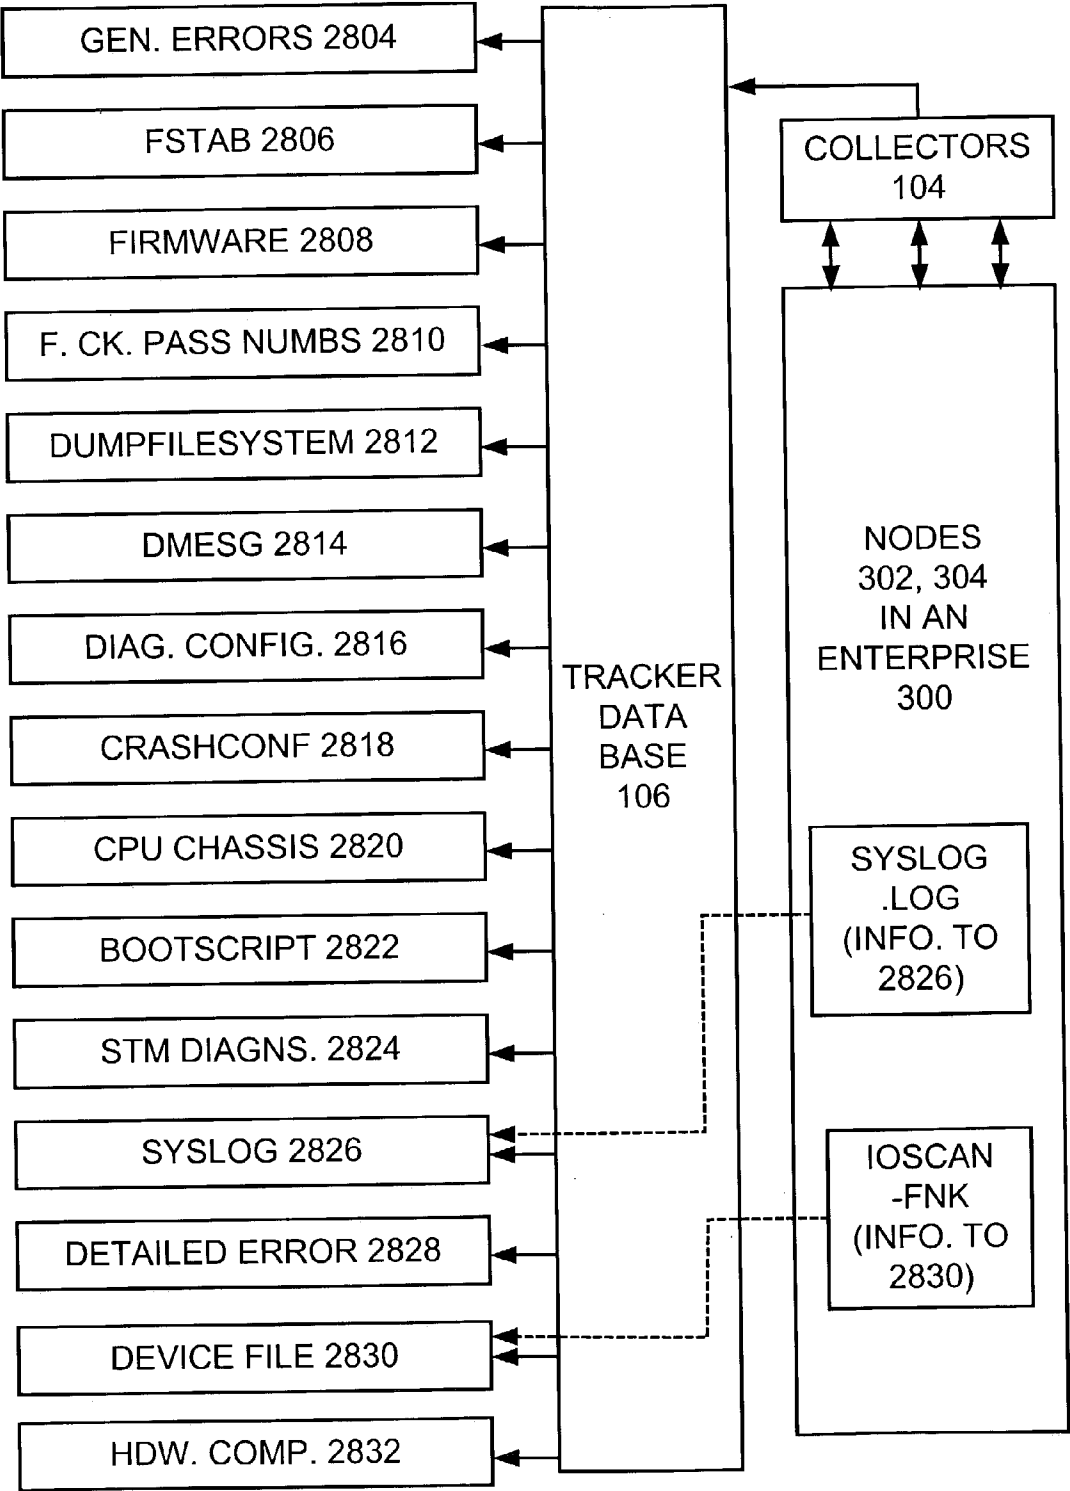 GEN. ERRORS 2804
FSTAB 2806
FIRMWARE 2808
F. CK. PASS NUMBS 2810
DUMPFILESYSTEM 2812
DMESG 2814
DIAG. CONFIG. 2816
CRASHCONF 2818
CPU CHASSIS 2820
BOOTSCRIPT 2822
STM DIAGNS. 2824
SYSLOG 2826
DETAILED ERROR 2828
DEVICE FILE 2830
HDW. COMP. 2832
TRACKER
DATA
BASE
106
COLLECTORS
104
NODES
302, 304
IN AN
ENTERPRISE
300
SYSLOG
.LOG
(INFO. TO
2826)
IOSCAN
-FNK
(INFO. TO
2830)